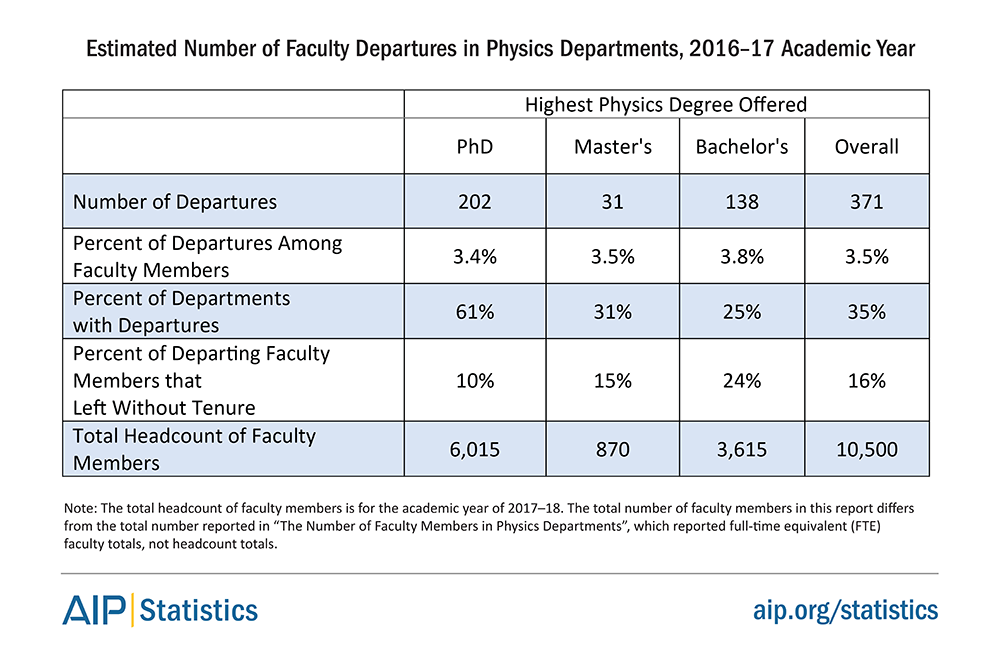 Estimated Number of Faculty Departures in Physics Departments, 2016–17 Academic Year
Highest Physics Degree Offered
PhD Master's Bachelor's Overall
Number of Departures 202 31 138 371
Percent of Departures Among
Faculty Members 3.4% 3.5% 3.8% 3.5%
Percent of Departments
with Departures 61% 31% 25% 35%
Percent of Departing Faculty
Members that 10% 15% 24% 16%
Left Without Tenure
Total Headcount of Faculty
Members 6,015 870 3,615 10,500
Note: The total headcount of faculty members is for the academic year of 2017–18. The total number of faculty members in this report differs
from the total number reported in “The Number of Faculty Members in Physics Departments”, which reported full-time equivalent (FTE)
faculty totals, not headcount totals.
AIP Statistics aip.org/statistics